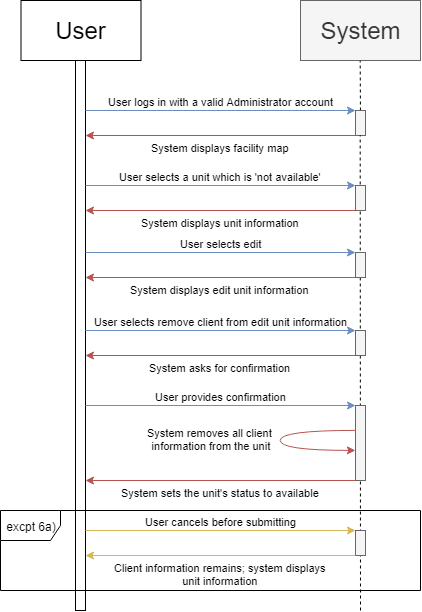 User
System
User logs in with a valid Administrator account
System displays facility map
User selects a unit which is 'not available'
System displays unit information
User selects edit
System displays edit unit information
User selects remove client from edit unit information
System asks for confirmation
User provides confirmation
System removes all client
information from the unit
System sets the unit's status to available
excpt 6a)
User cancels before submitting
Client information remains; system displays
unit information